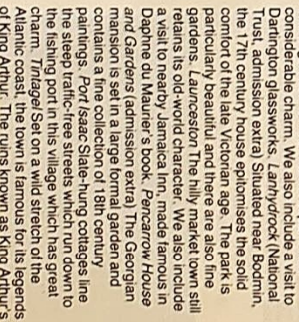 considerable charm. We also include a visit to
Dartington glassworks. Lanhydrock (National
Trust, admission extra) Situated near Bodmin,
the 17th century house epitomises the solid
comfort of the late Victorian age. The park is
particularly beautiful and there are also fine
gardens. Launceston The hilly market town still
retains its old-world character. We also include
a visit to nearby Jamaica Inn, made famous in
Daphne du Maurier's book. Pencarrow House
and Gardens (admission extra) The Georgian
mansion is set in a large formal garden and
contains a fine collection of 18th century
paintings. Port Isaac Slate-hung cottages line
the steep traffic-free streets which run down to
the fishing port in this village which has great
charm. Tintagel Set on a wild stretch of the
Atlantic coast, the town is famous for its legends
of King Arthur. The ruins known as King Arthur's